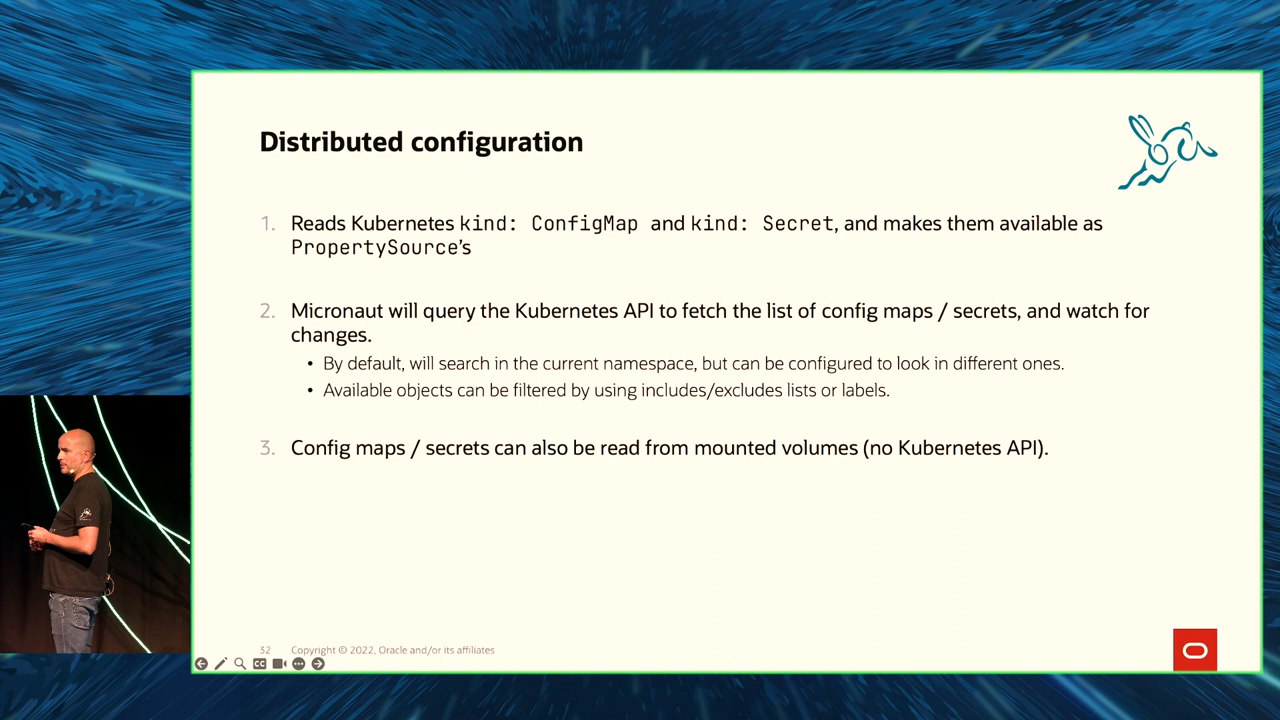 Distributed configuration
1. Reads Kubernetes kind: ConfigMap and kind: Secret, and makes them available as
PropertySource's
2. Micronaut will query the Kubernetes API to fetch the list of config maps / secrets, and watch for
changes.
• By default, will search in the current namespace, but can be configured to look in different ones.
• Available objects can be filtered by using includes/excludes lists or labels.
3. Config maps / secrets can also be read from mounted volumes (no Kubernetes API).
32 Copyright © 2022, Oracle and/or its affiliates
CC